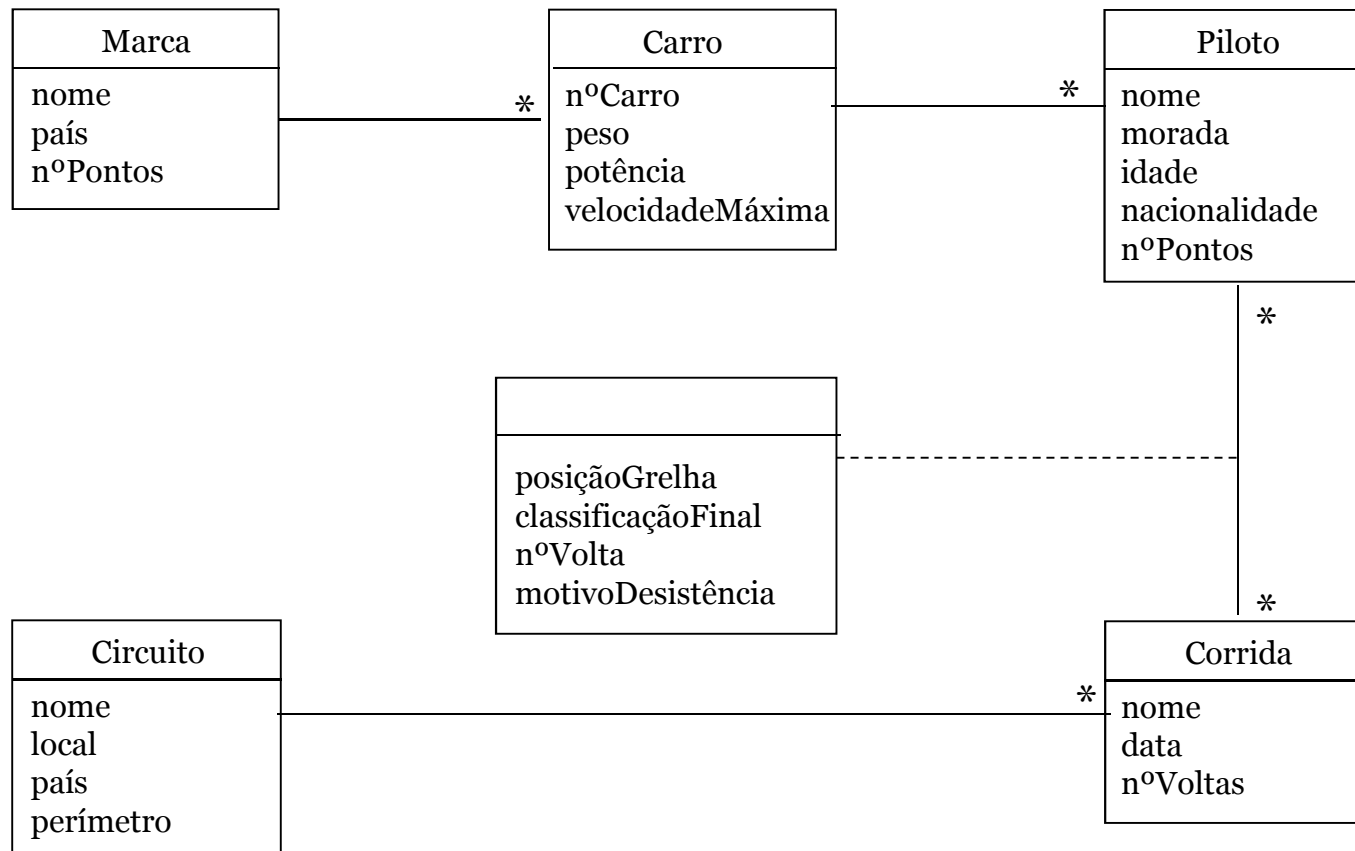 Marca
nome
país
nºPontos
*
Carro
nºCarro
peso
potência
velocidadeMáxima
*
Piloto
nome
morada
idade
nacionalidade
nºPontos
*
posiçãoGrelha
classificaçãoFinal
nºVolta
motivoDesistência
*
Circuito
nome
local
país
perímetro
*
Corrida
nome
data
nºVoltas